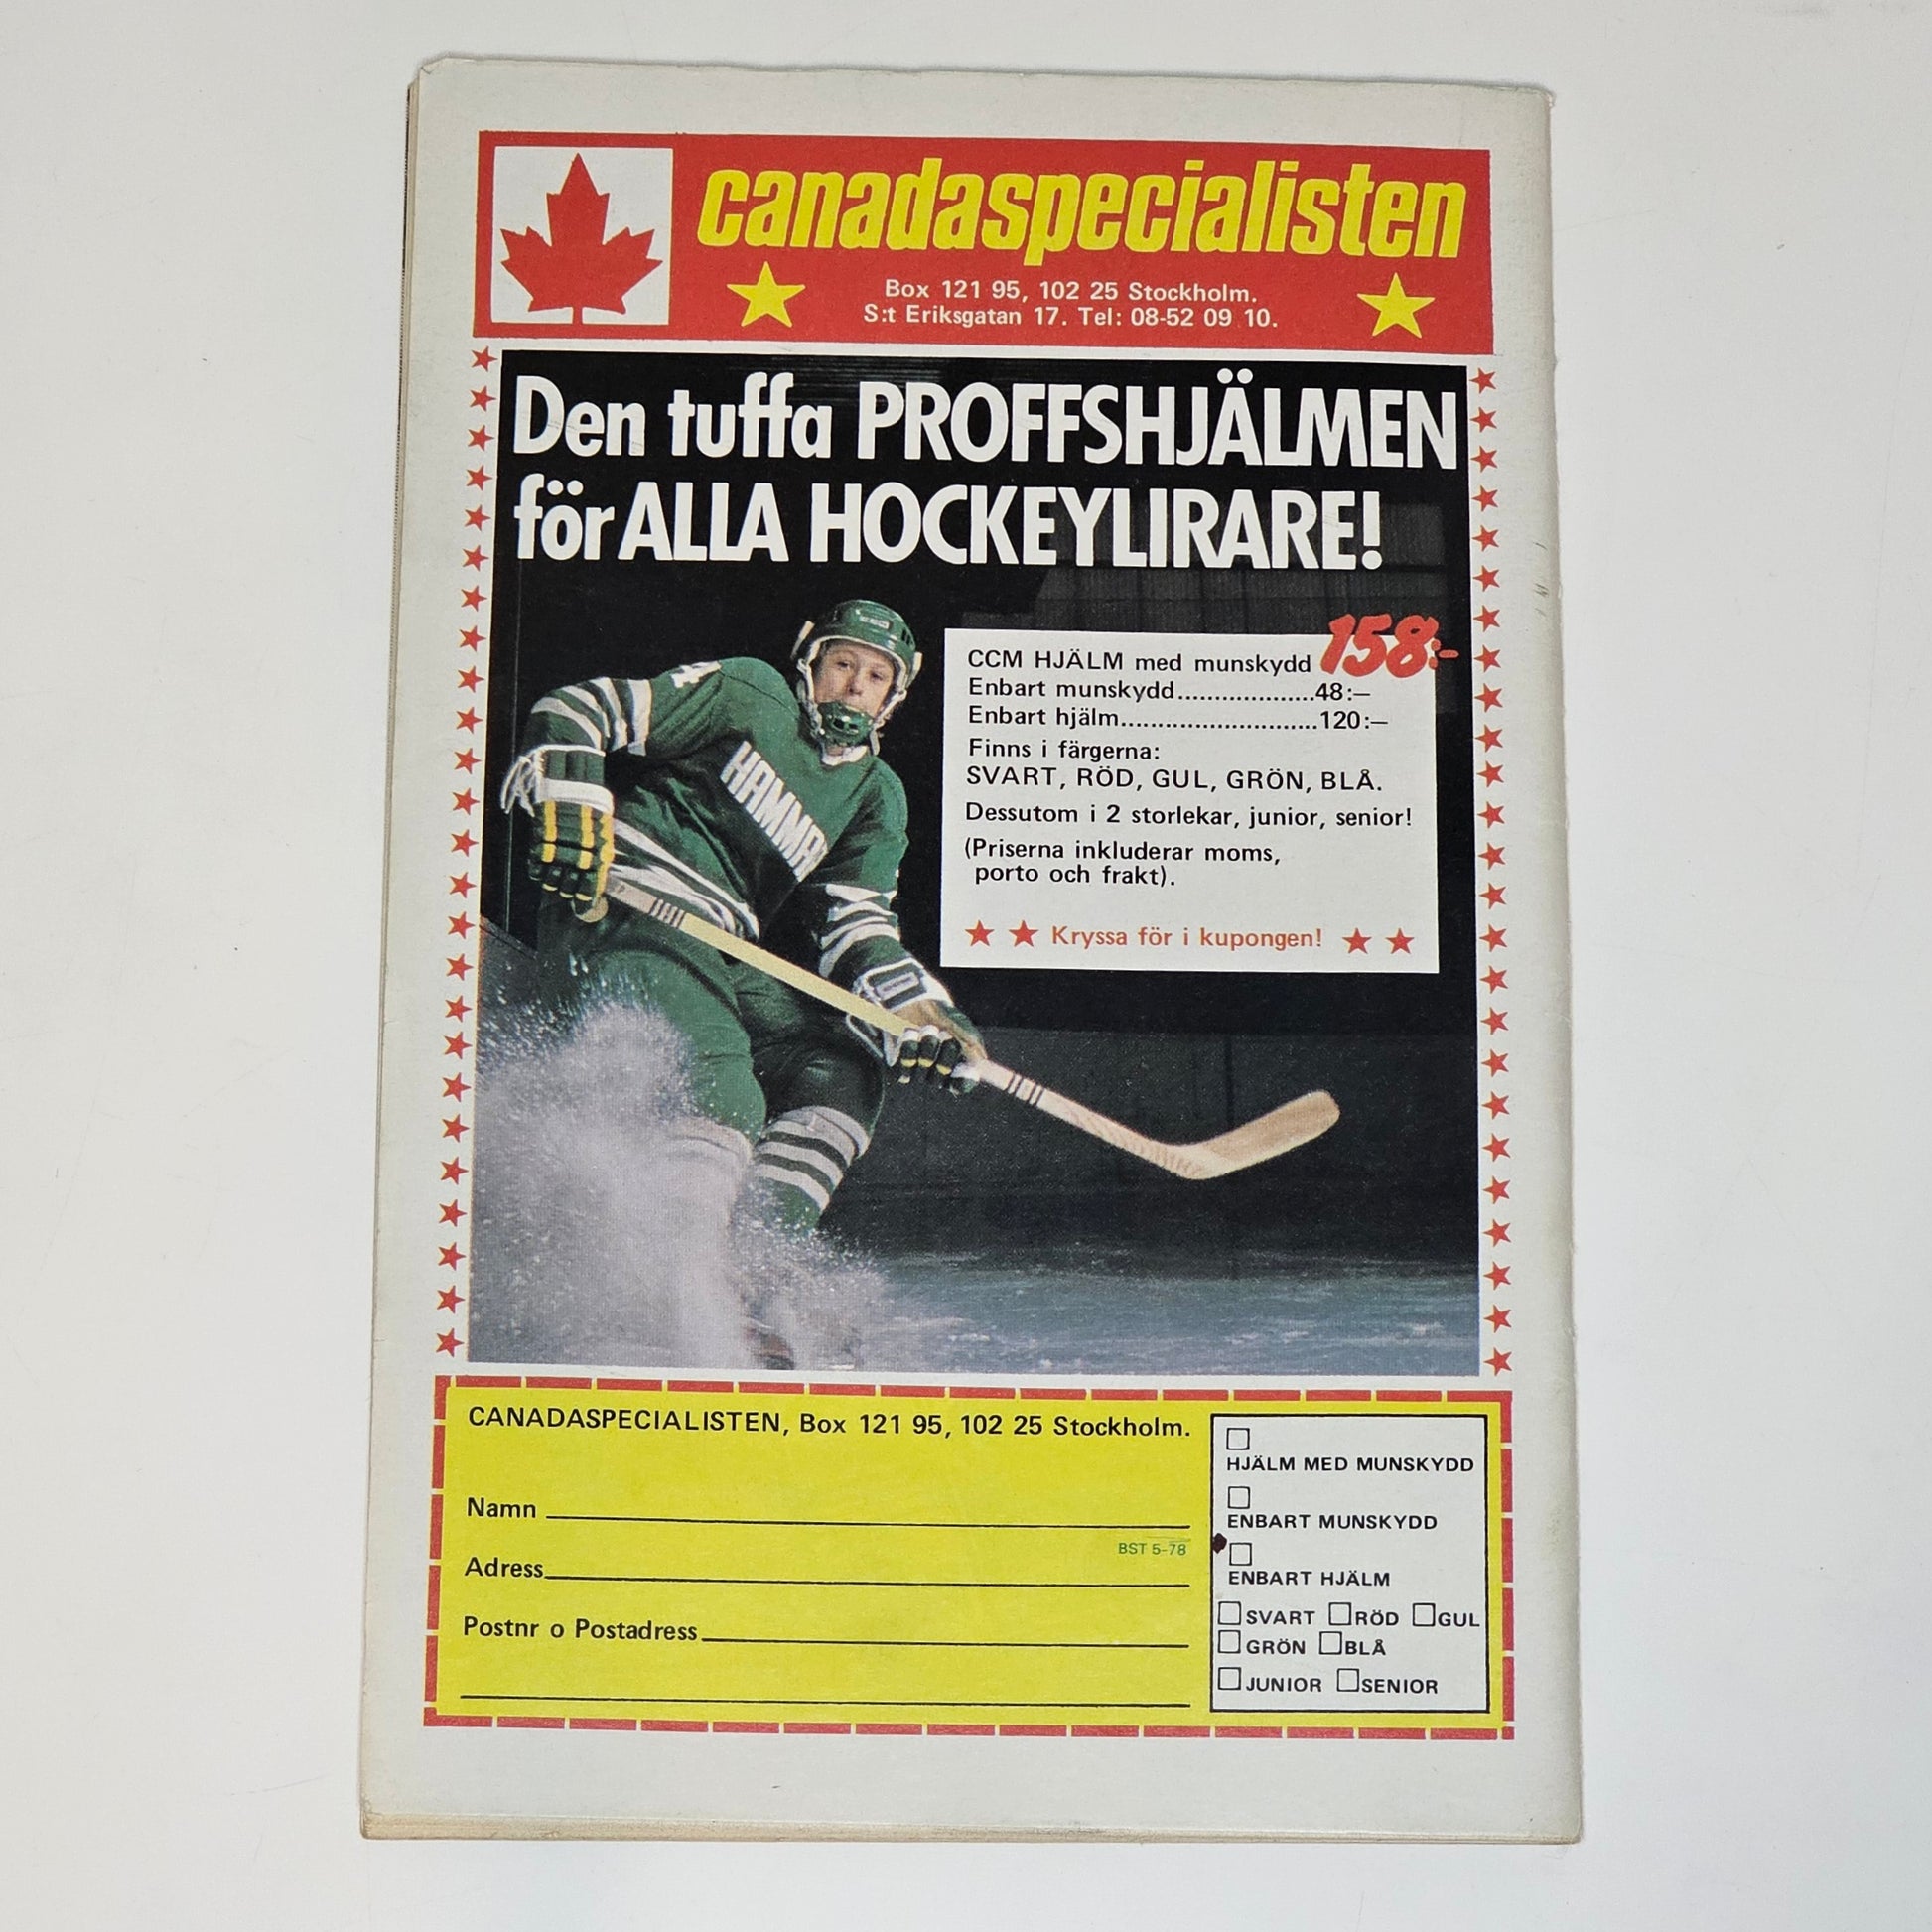 canadaspecialisten
Box 121 95, 102 25 Stockholm.
S:t Eriksgatan 17. Tel: 08-52 09 10.
Den tuffa PROFFSHJÄLMEN
för ALLA HOCKEYLIRARE!
CCM HJÄLM med munskydd 158:-
Enbart munskydd...................48:—
Enbart hjälm...........................120:—
Finns i färgerna:
SVART, RÖD, GUL, GRÖN, BLÅ.
Dessutom i 2 storlekar, junior, senior!
(Priserna inkluderar moms,
porto och frakt).
Kryssa för i kupongen!
HAMMA
CANADASPECIALISTEN, Box 121 95, 102 25 Stockholm.
Namn
BST 5-78
Adress
Postnr o Postadress
HJÄLM MED MUNSKYDD
ENBART MUNSKYDD
ENBART HJÄLM
SVART RÖD GUL
GRÖN BLÅ
JUNIOR SENIOR